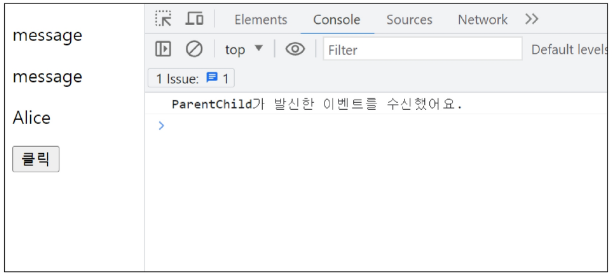 message
message
Alice
클릭
Elements Console Sources Network
top Filter Default levels
1 Issue: 1
ParentChild가 발신한 이벤트를 수신했어요.